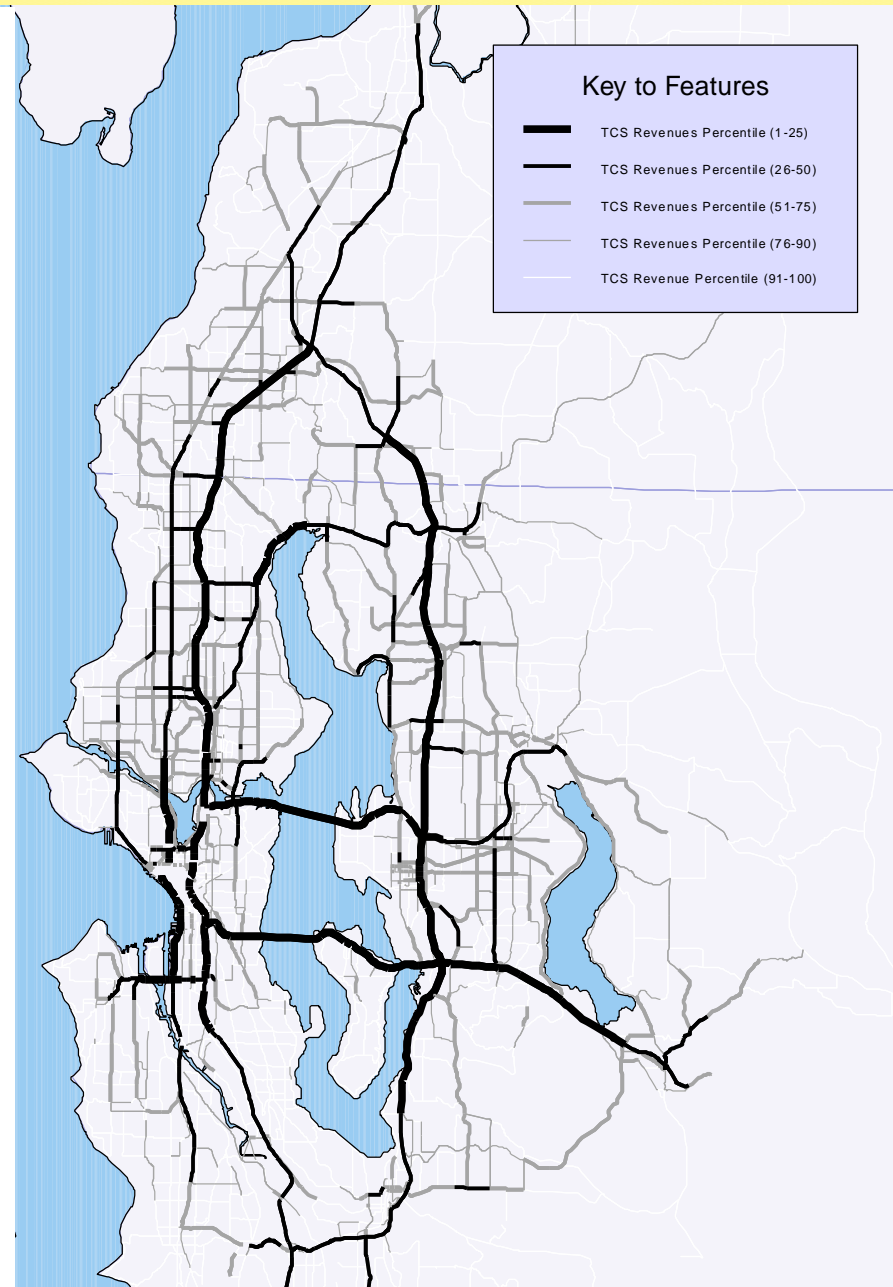 Key to Features
TCS Revenues Percentile (1-25)
TCS Revenues Percentile (26-50)
TCS Revenues Percentile (51-75)
TCS Revenues Percentile (76-90)
TCS Revenue Percentile (91-100)